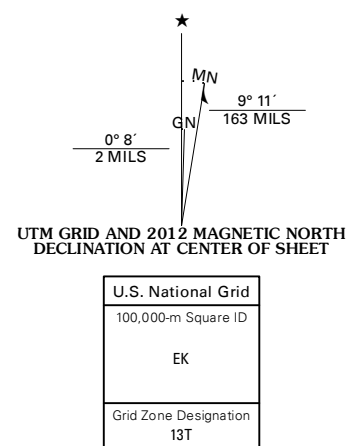 ★
MN
GN
9° 11´
163 MILS
0° 8´
2 MILS
UTM GRID AND 2012 MAGNETIC NORTH
DECLINATION AT CENTER OF SHEET
U.S. National Grid
100,000-m Square ID
EK
Grid Zone Designation
13T